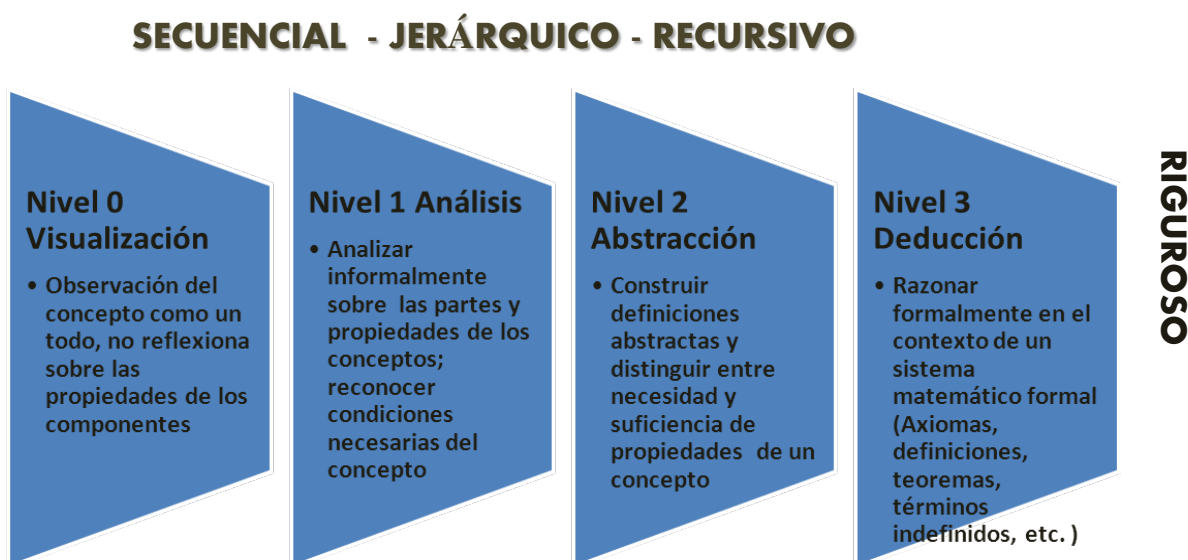 SECUENCIAL - JERÁRQUICO - RECURSIVO
Nivel 0
Visualización
• Observación del
concepto como un
todo, no reflexiona
sobre las
propiedades de los
componentes
Nivel 1 Análisis
• Analizar
informalmente
sobre las partes y
propiedades de los
conceptos;
reconocer
condiciones
necesarias del
concepto
Nivel 2
Abstracción
• Construir
definiciones
abstractas y
distinguir entre
necesidad y
suficiencia de
propiedades de un
concepto
Nivel 3
Deducción
• Razonar
formalmente en el
contexto de un
sistema
matemático formal
(Axiomas,
definiciones,
teoremas,
términos
indefinidos, etc. )
RIGUROSO